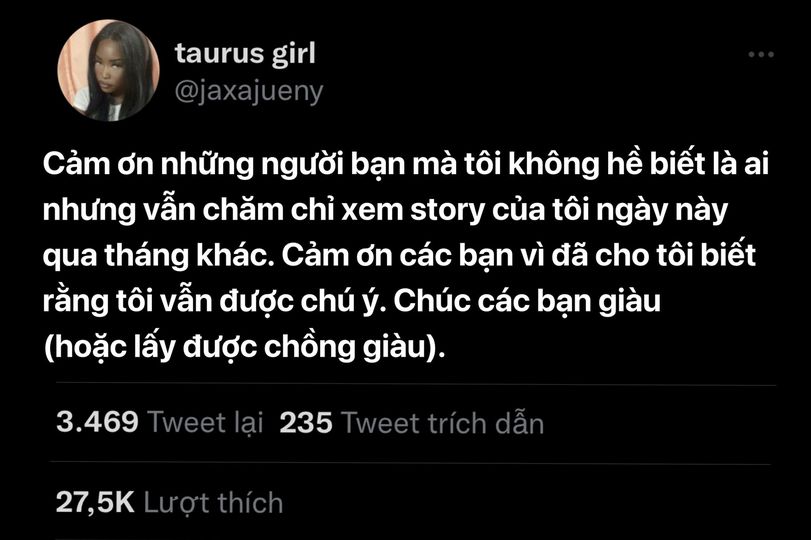 taurus girl
@jaxajueny
Cảm ơn những người bạn mà tôi không hề biết là ai
nhưng vẫn chăm chỉ xem story của tôi ngày này
qua tháng khác. Cảm ơn các bạn vì đã cho tôi biết
rằng tôi vẫn được chú ý. Chúc các bạn giàu
(hoặc lấy được chồng giàu).
3.469 Tweet lại 235 Tweet trích dẫn
27,5K Lượt thích